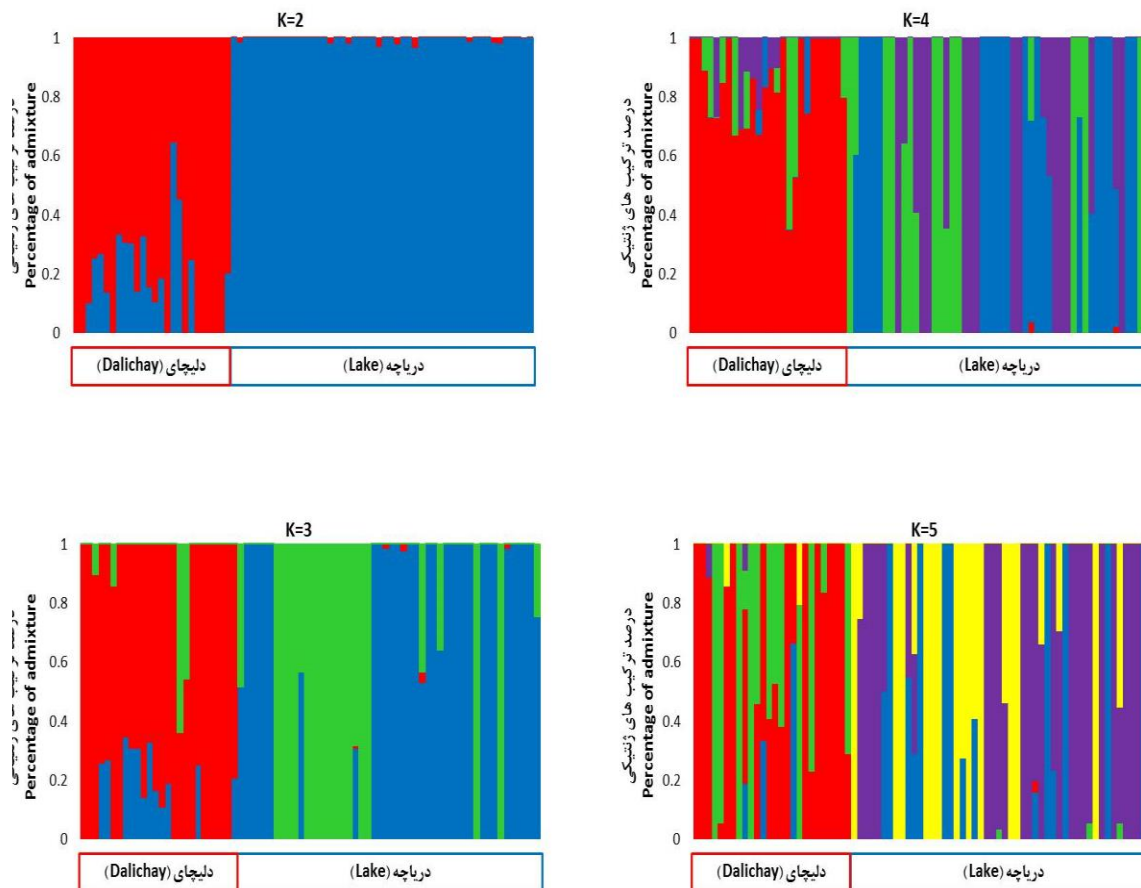 K=2
1
0.8
0.6
0.4
0.2
0
Percentage of admixture
دلیچای (Dalichay)
دریاچه (Lake)
K=4
1
0.8
0.6
0.4
0.2
0
درصد ترکیب های ژنتیکی
Percentage of admixture
دلیچای (Dalichay)
دریاچه (Lake)
K=3
1
0.8
0.6
0.4
0.2
0
Percentage of admixture
دلیچای (Dalichay)
دریاچه (Lake)
K=5
1
0.8
0.6
0.4
0.2
0
درصد ترکیب های ژنتیکی
Percentage of admixture
دلیچای (Dalichay)
دریاچه (Lake)